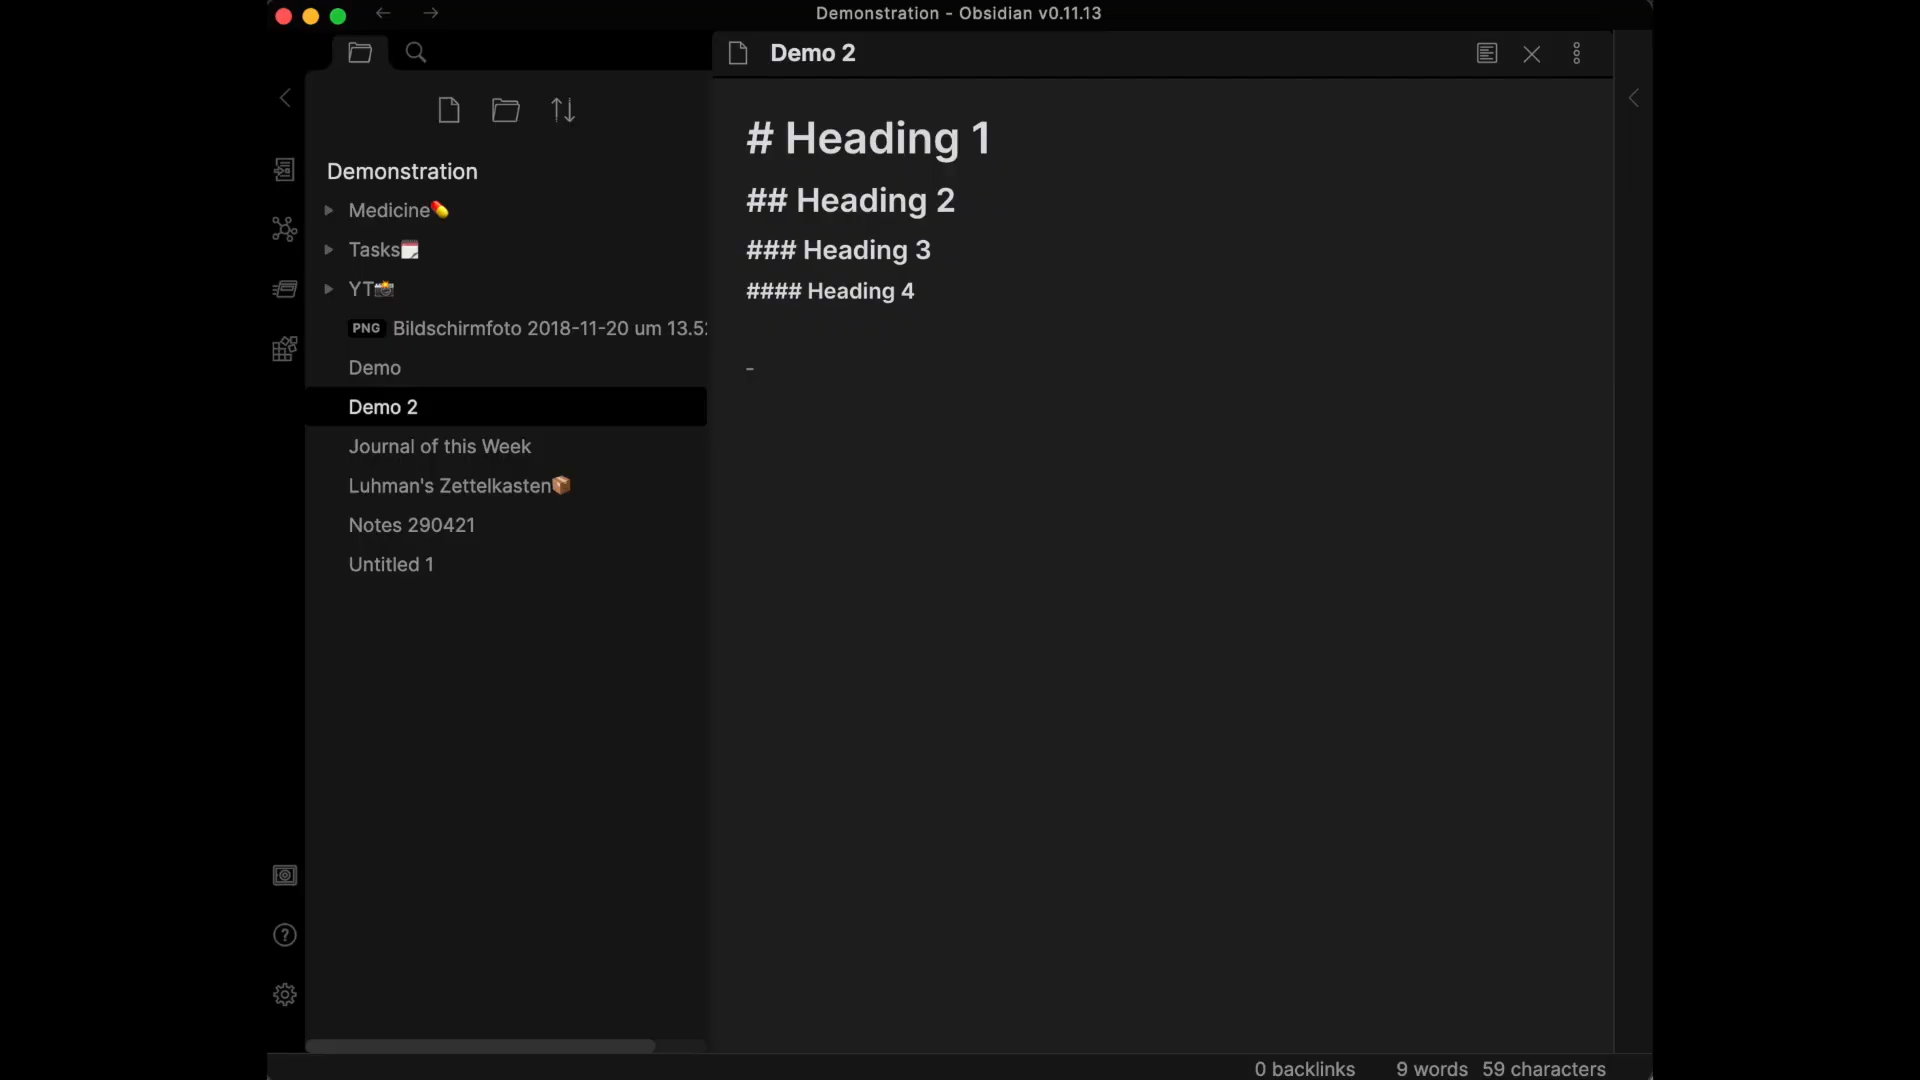 Demonstration - Obsidian v0.11.13
Demo 2
Demonstration
Medicine💊
Tasks🗒️
YT📸
PNG Bildschirmfoto 2018-11-20 um 13.5
Demo
Demo 2
Journal of this Week
Luhman's Zettelkasten📦
Notes 290421
Untitled 1
# Heading 1
## Heading 2
### Heading 3
#### Heading 4
-
0 backlinks 9 words 59 characters